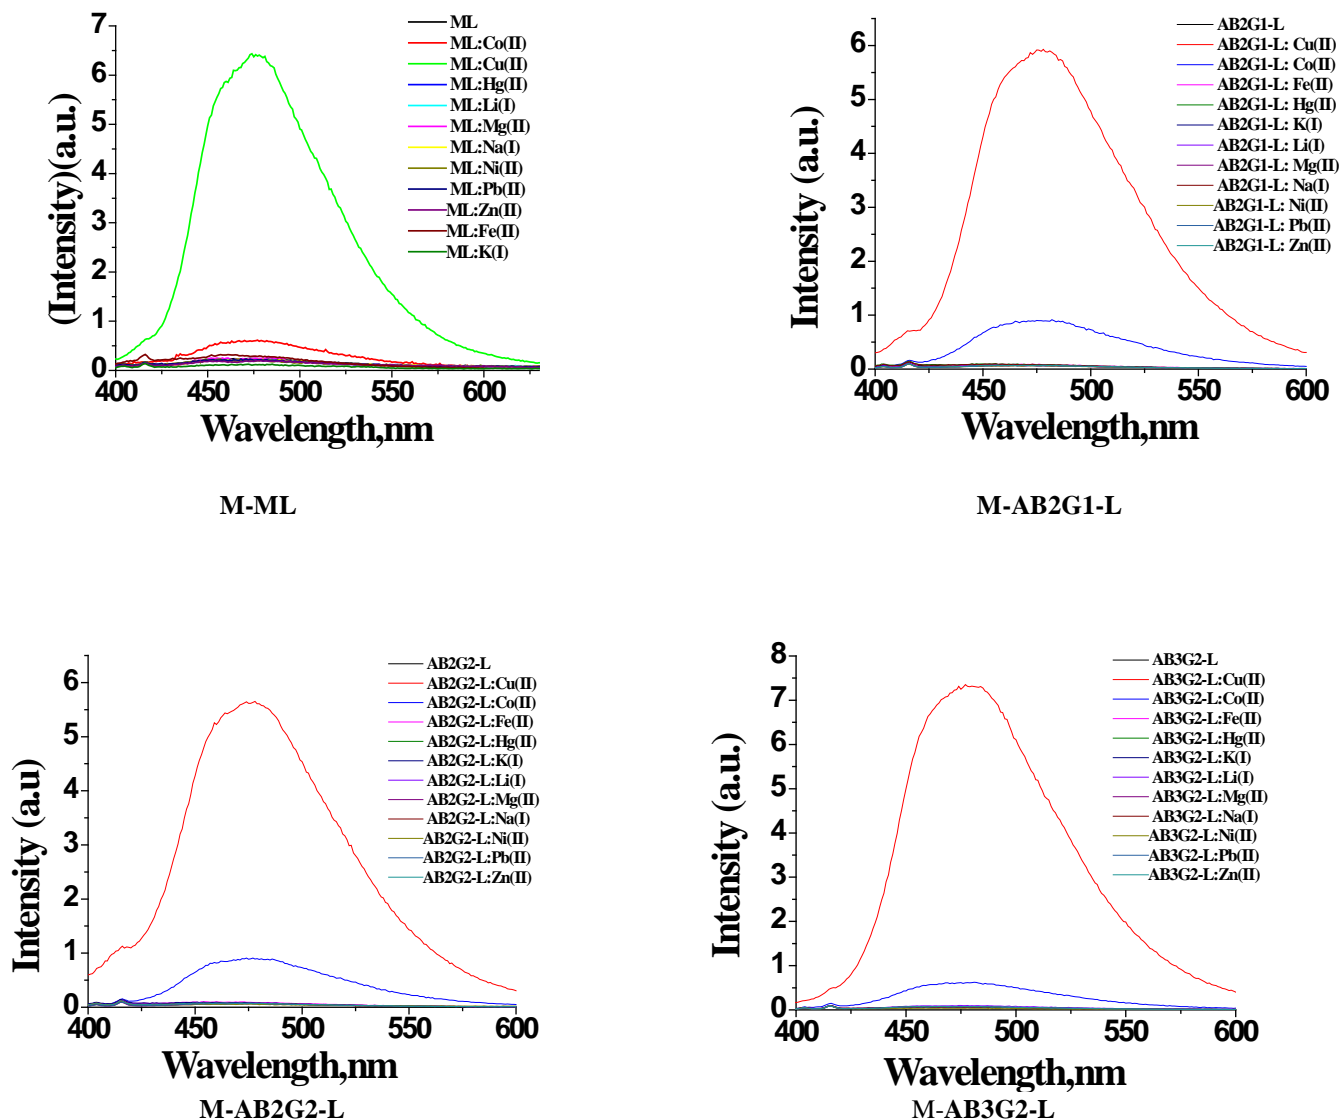 7
6
5
4
3
2
1
0
(Intensity)(a.u.)
400 450 500 550 600
Wavelength,nm
ML
ML:Co(II)
ML:Cu(II)
ML:Hg(II)
ML:Li(I)
ML:Mg(II)
ML:Na(I)
ML:Ni(II)
ML:Pb(II)
ML:Zn(II)
ML:Fe(II)
ML:K(I)
M-ML
6
5
4
3
2
1
0
Intensity (a.u.)
400 450 500 550 600
Wavelength,nm
AB2G1-L
AB2G1-L: Cu(II)
AB2G1-L: Co(II)
AB2G1-L: Fe(II)
AB2G1-L: Hg(II)
AB2G1-L: K(I)
AB2G1-L: Li(I)
AB2G1-L: Mg(II)
AB2G1-L: Na(I)
AB2G1-L: Ni(II)
AB2G1-L: Pb(II)
AB2G1-L: Zn(II)
M-AB2G1-L
6
5
4
3
2
1
0
Intensity (a.u)
400 450 500 550 600
Wavelength,nm
AB2G2-L
AB2G2-L:Cu(II)
AB2G2-L:Co(II)
AB2G2-L:Fe(II)
AB2G2-L:Hg(II)
AB2G2-L:K(I)
AB2G2-L:Li(I)
AB2G2-L:Mg(II)
AB2G2-L:Na(I)
AB2G2-L:Ni(II)
AB2G2-L:Pb(II)
AB2G2-L:Zn(II)
M-AB2G2-L
8
7
6
5
4
3
2
1
0
Intensity (a.u.)
400 450 500 550 600
Wavelength,nm
AB3G2-L
AB3G2-L:Cu(II)
AB3G2-L:Co(II)
AB3G2-L:Fe(II)
AB3G2-L:Hg(II)
AB3G2-L:K(I)
AB3G2-L:Li(I)
AB3G2-L:Mg(II)
AB3G2-L:Na(I)
AB3G2-L:Ni(II)
AB3G2-L:Pb(II)
AB3G2-L:Zn(II)
M-AB3G2-L